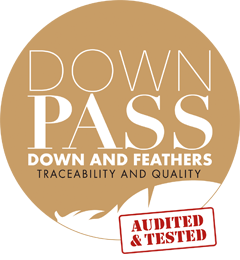 DOWN
PASS
DOWN AND FEATHERS
TRACEABILITY AND QUALITY
AUDITED
& TESTED